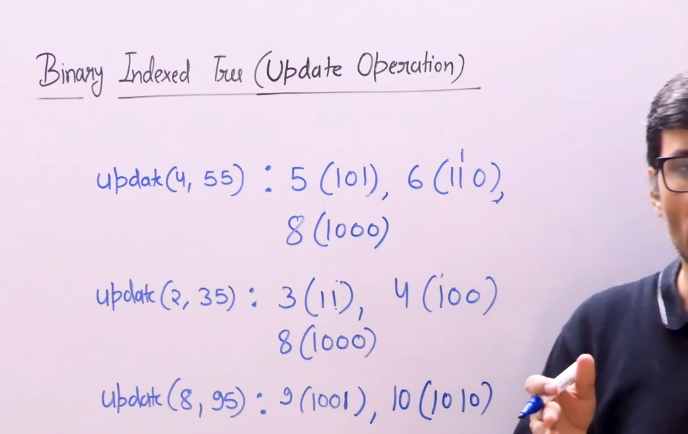 Binary Indexed Tree (Update Operation)
updat(4, 55) : 5 (101), 6 (110),
8 (1000)
update(2, 35) : 3 (11), 4 (100)
8 (1000)
update(8, 95) : 9 (1001), 10 (1010)